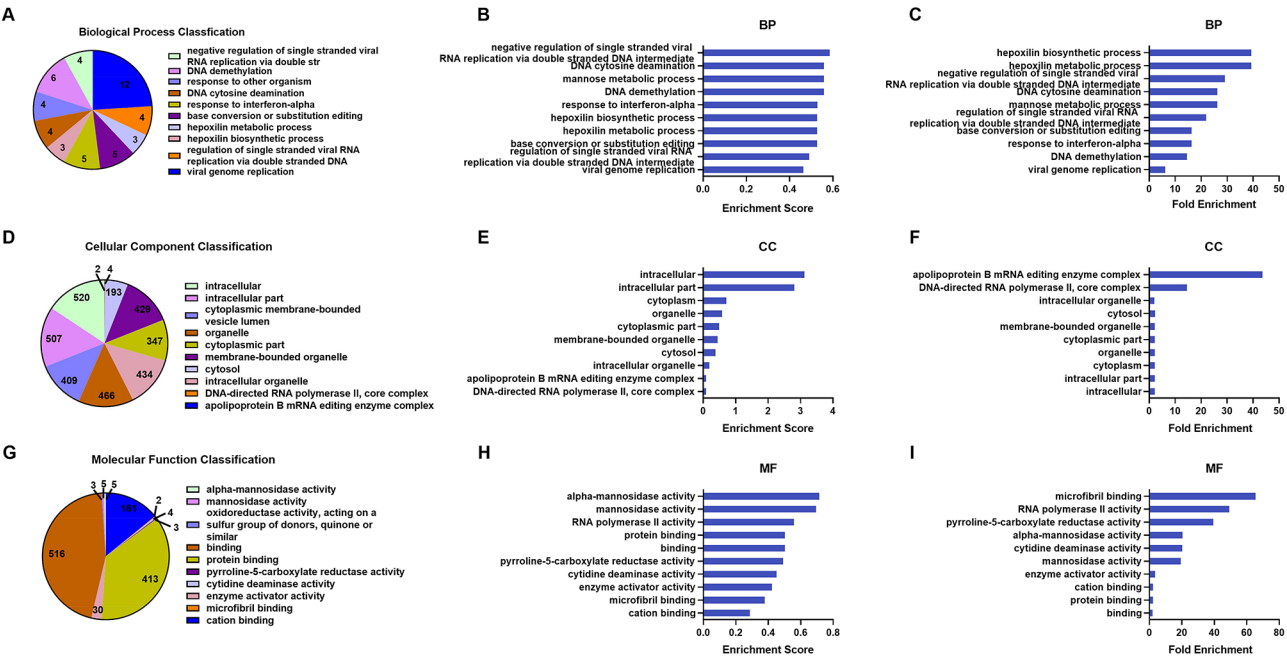 A
Biological Process Classfication
4
12
6
4
4
4
3
3
5
5
negative regulation of single stranded viral
RNA replication via double str
DNA demethylation
response to other organism
DNA cytosine deamination
response to interferon-alpha
base conversion or substitution editing
hepoxilin metabolic process
hepoxilin biosynthetic process
regulation of single stranded viral RNA
replication via double stranded DNA
viral genome replication
B
BP
negative regulation of single stranded viral
RNA replication via double stranded DNA intermediate
DNA cytosine deamination
mannose metabolic process
DNA demethylation
response to interferon-alpha
hepoxilin biosynthetic process
hepoxilin metabolic process
base conversion or substitution editing
regulation of single stranded viral RNA
replication via double stranded DNA intermediate
viral genome replication
0.0 0.2 0.4 0.6
Enrichment Score
C
BP
hepoxilin biosynthetic process
hepoxilin metabolic process
negative regulation of single stranded viral
RNA replication via double stranded DNA intermediate
DNA cytosine deamination
mannose metabolic process
regulation of single stranded viral RNA
replication via double stranded DNA intermediate
base conversion or substitution editing
response to interferon-alpha
DNA demethylation
viral genome replication
0 10 20 30 40 50
Fold Enrichment
D
Cellular Component Classification
2 4
520
193
429
507
347
409
434
466
intracellular
intracellular part
cytoplasmic membrane-bounded
vesicle lumen
organelle
cytoplasmic part
membrane-bounded organelle
cytosol
intracellular organelle
DNA-directed RNA polymerase II, core complex
apolipoprotein B mRNA editing enzyme complex
E
CC
intracellular
intracellular part
cytoplasm
organelle
cytoplasmic part
membrane-bounded organelle
cytosol
intracellular organelle
apolipoprotein B mRNA editing enzyme complex
DNA-directed RNA polymerase II, core complex
0 1 2 3 4
Enrichment Score
F
CC
apolipoprotein B mRNA editing enzyme complex
DNA-directed RNA polymerase II, core complex
intracellular organelle
cytosol
membrane-bounded organelle
cytoplasmic part
organelle
cytoplasm
intracellular part
intracellular
0 10 20 30 40 50
Fold Enrichment
G
Molecular Function Classification
3 5 5
2
4
3
161
516
413
30
alpha-mannosidase activity
mannosidase activity
oxidoreductase activity, acting on a
sulfur group of donors, quinone or
similar
binding
protein binding
pyrroline-5-carboxylate reductase activity
cytidine deaminase activity
enzyme activator activity
microfibril binding
cation binding
H
MF
alpha-mannosidase activity
mannosidase activity
RNA polymerase II activity
protein binding
binding
pyrroline-5-carboxylate reductase activity
cytidine deaminase activity
enzyme activator activity
microfibril binding
cation binding
0.0 0.2 0.4 0.6 0.8
Enrichment Score
I
MF
microfibril binding
RNA polymerase II activity
pyrroline-5-carboxylate reductase activity
alpha-mannosidase activity
cytidine deaminase activity
mannosidase activity
enzyme activator activity
cation binding
protein binding
binding
0 20 40 60 80
Fold Enrichment